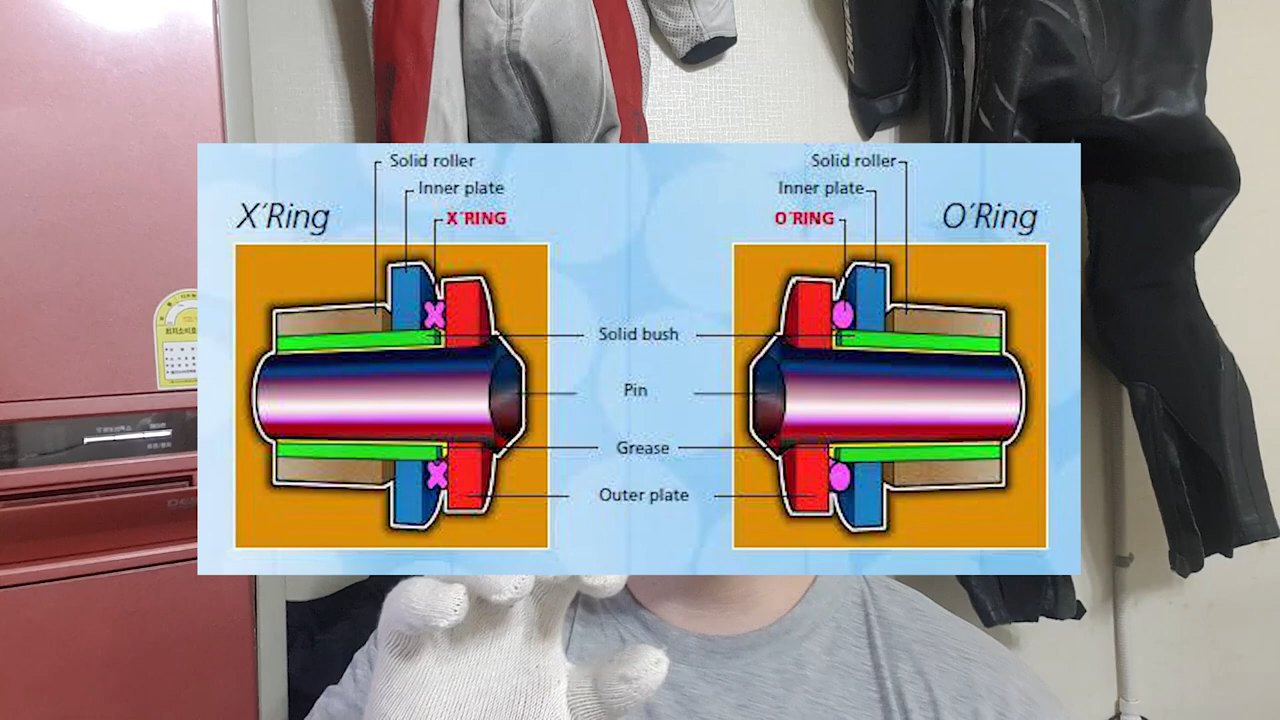 Solid roller
Inner plate
X'RING
X'Ring
Solid roller
Inner plate
O'RING
O'Ring
Solid bush
Pin
Grease
Outer plate